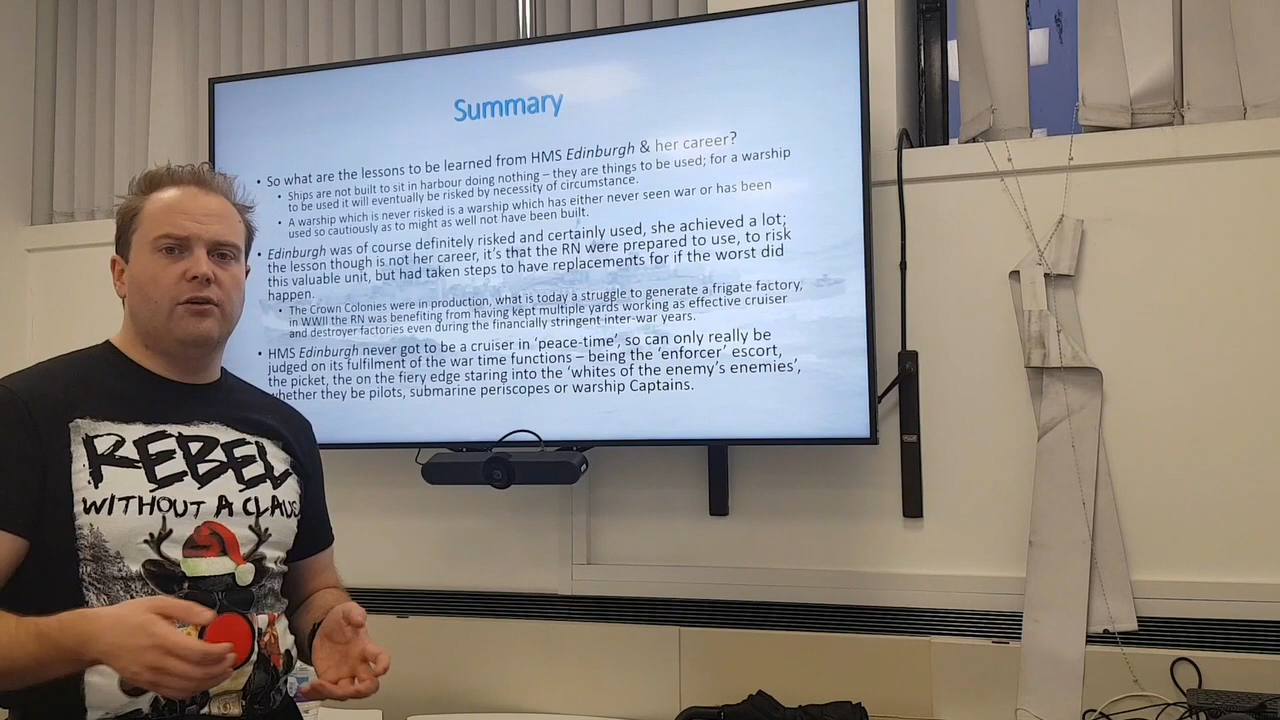 Summary
• So what are the lessons to be learned from HMS Edinburgh & her career?
• Ships are not built to sit in harbour doing nothing – they are things to be used; for a warship
to be used it will eventually be risked by necessity of circumstance.
• A warship which is never risked is a warship which has either never seen war or has been
used so cautiously as to might as well not have been built.
• Edinburgh was of course definitely risked and certainly used, she achieved a lot;
the lesson though is not her career, it's that the RN were prepared to use, to risk
this valuable unit, but had taken steps to have replacements for if the worst did
happen.
• The Crown Colonies were in production, what is today a struggle to generate a frigate factory,
in WWII the RN was benefiting from having kept multiple yards working as effective cruiser
and destroyer factories even during the financially stringent inter-war years.
• HMS Edinburgh never got to be a cruiser in 'peace-time', so can only really be
judged on its fulfilment of the war time functions – being the 'enforcer' escort,
the picket, the on the fiery edge staring into the 'whites of the enemy's enemies',
whether they be pilots, submarine periscopes or warship Captains.
REBEL
WITHOUT A CLAUS